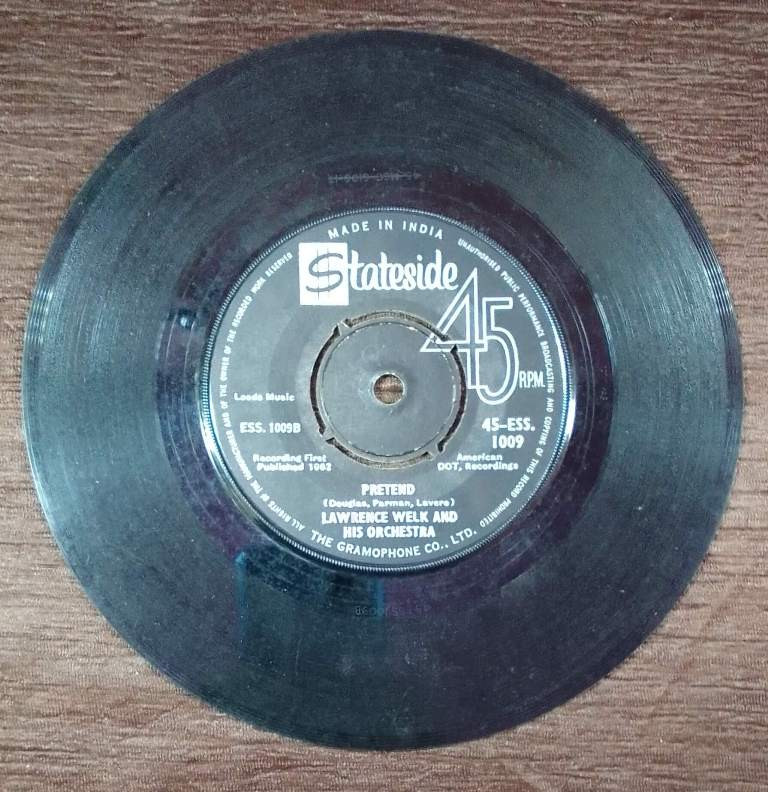 MADE IN INDIA
UNAUTHORISED PUBLIC PERFORMANCE BROADCASTING AND COPYING OF THIS RECORD PROHIBITED
ALL RIGHTS OF THE MANUFACTURER AND OF THE OWNER OF THE RECORDED WORK RESERVED
Stateside
45 RPM.
Leeds Music
ESS. 1009B
45-ESS.
1009
Recording First
Published 1962
American
DOT, Recordings
PRETEND
(Douglas, Parman, Lavere)
LAWRENCE WELK AND
HIS ORCHESTRA
THE GRAMOPHONE CO., LTD.